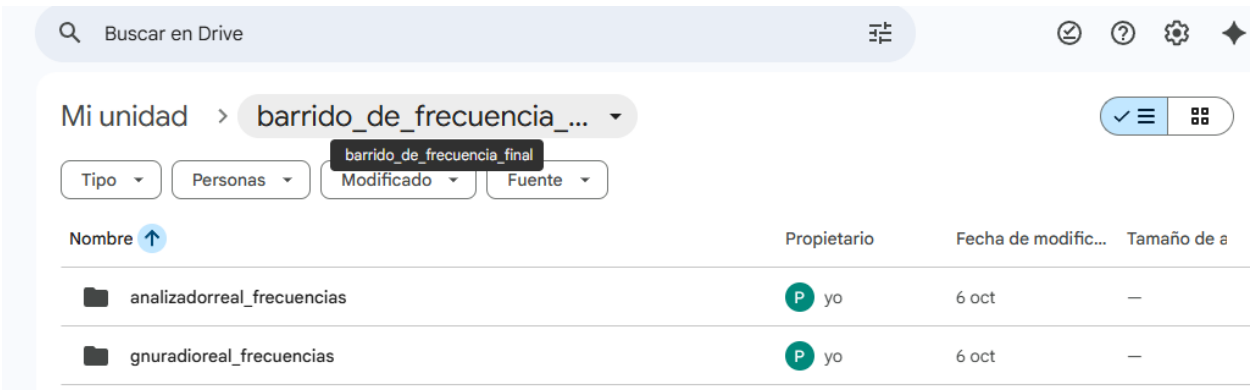 Buscar en Drive
Mi unidad > barrido_de_frecuencia_...
barrido_de_frecuencia_final
Tipo Personas Modificado Fuente
Nombre Propietario Fecha de modific... Tamaño de a
analizadorreal_frecuencias P yo 6 oct —
gnuradioreal_frecuencias P yo 6 oct —